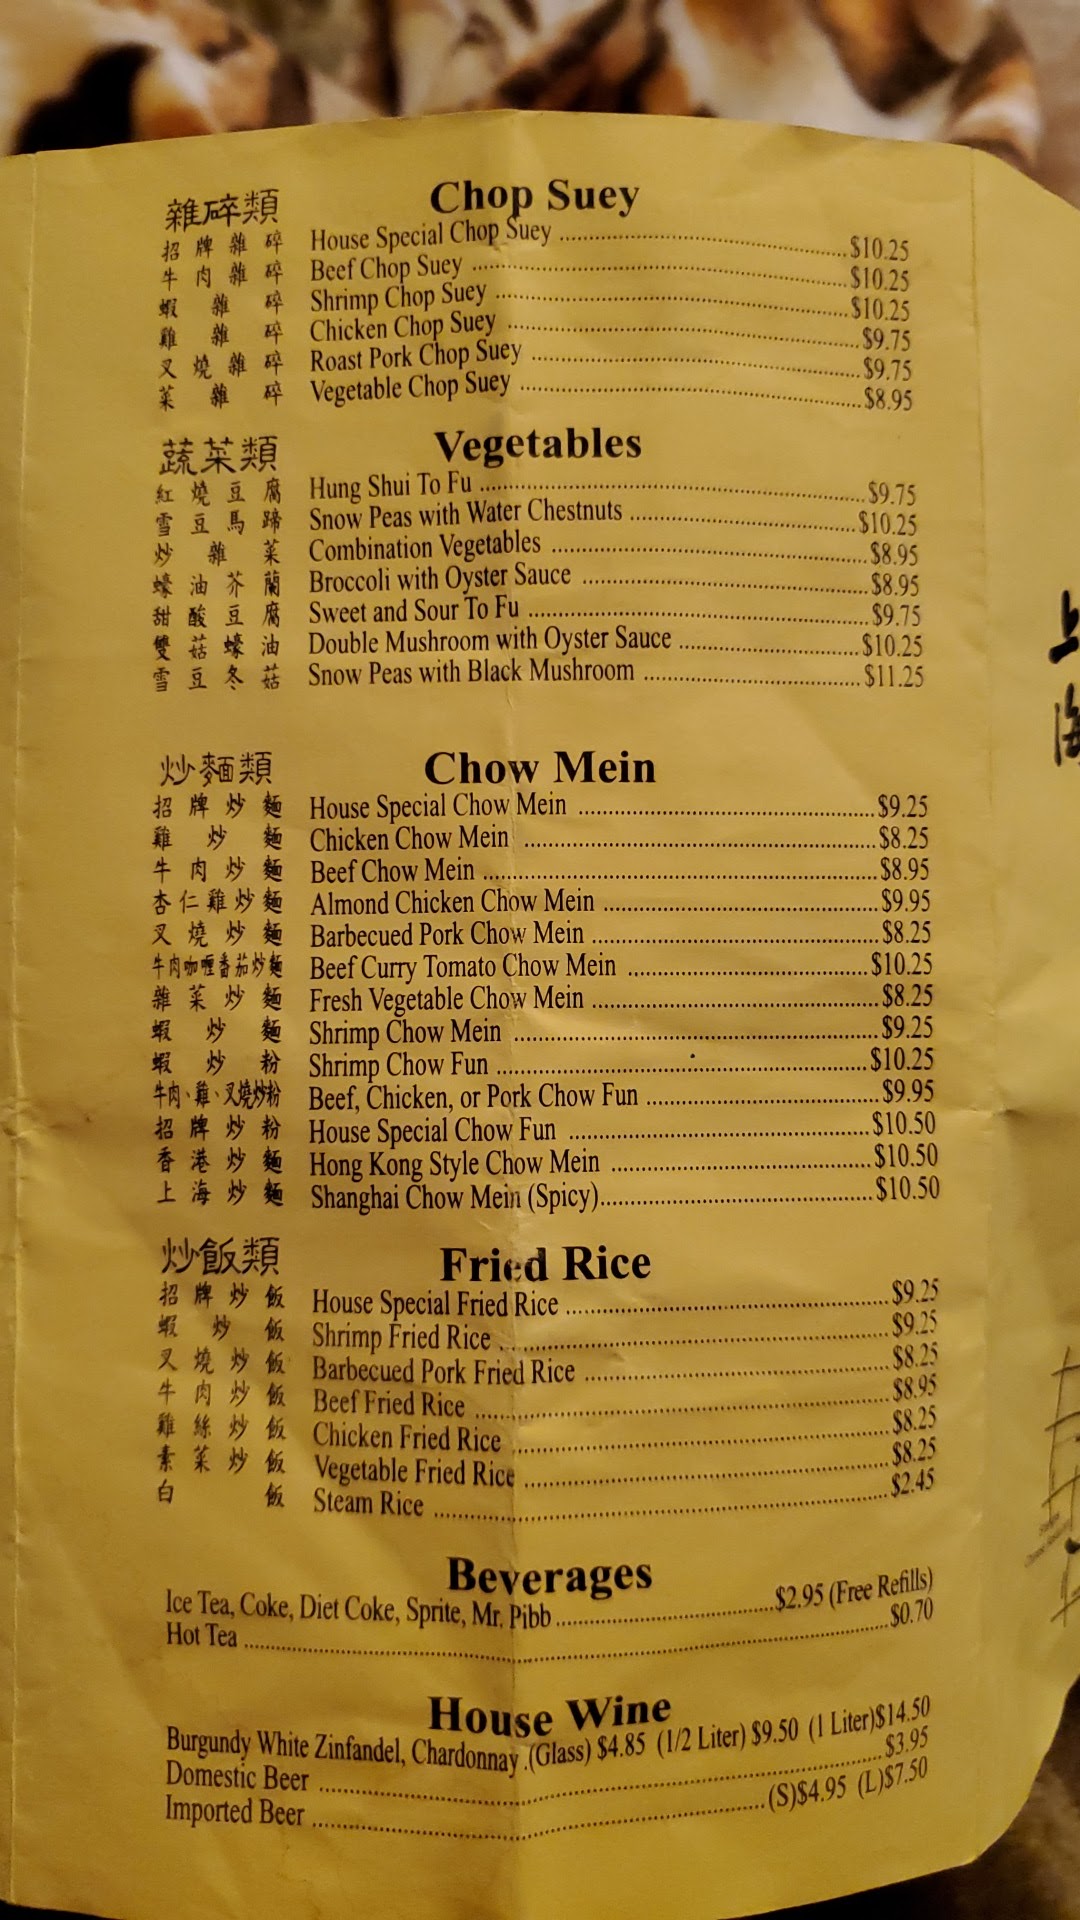 雜碎類 Chop Suey
招牌雜碎 House Special Chop Suey $10.25
牛肉雜碎 Beef Chop Suey $10.25
蝦雜碎 Shrimp Chop Suey $10.25
雞雜碎 Chicken Chop Suey $9.75
叉燒雜碎 Roast Pork Chop Suey $9.75
菜雜碎 Vegetable Chop Suey $8.95
蔬菜類 Vegetables
紅燒豆腐 Hung Shui To Fu $9.75
雪豆馬蹄 Snow Peas with Water Chestnuts $10.25
炒雜菜 Combination Vegetables $8.95
蠔油芥蘭 Broccoli with Oyster Sauce $8.95
甜酸豆腐 Sweet and Sour To Fu $9.75
雙菇蠔油 Double Mushroom with Oyster Sauce $10.25
雪豆冬菇 Snow Peas with Black Mushroom $11.25
炒麵類 Chow Mein
招牌炒麵 House Special Chow Mein $9.25
雞炒麵 Chicken Chow Mein $8.25
牛肉炒麵 Beef Chow Mein $8.95
杏仁雞炒麵 Almond Chicken Chow Mein $9.95
叉燒炒麵 Barbecued Pork Chow Mein $8.25
牛肉咖喱番茄炒麵 Beef Curry Tomato Chow Mein $10.25
雜菜炒麵 Fresh Vegetable Chow Mein $8.25
蝦炒麵 Shrimp Chow Mein $9.25
蝦炒粉 Shrimp Chow Fun $10.25
牛肉、雞、叉燒炒粉 Beef, Chicken, or Pork Chow Fun $9.95
招牌炒粉 House Special Chow Fun $10.50
香港炒麵 Hong Kong Style Chow Mein $10.50
上海炒麵 Shanghai Chow Mein (Spicy) $10.50
炒飯類 Fried Rice
招牌炒飯 House Special Fried Rice $9.25
蝦炒飯 Shrimp Fried Rice $9.25
叉燒炒飯 Barbecued Pork Fried Rice $8.25
牛肉炒飯 Beef Fried Rice $8.95
雞絲炒飯 Chicken Fried Rice $8.25
素菜炒飯 Vegetable Fried Rice $8.25
白飯 Steam Rice $2.45
Beverages
Ice Tea, Coke, Diet Coke, Sprite, Mr. Pibb $2.95 (Free Refills)
Hot Tea $0.70
House Wine
Burgundy White Zinfandel, Chardonnay .(Glass) $4.85 (1/2 Liter) $9.50 (1 Liter)$14.50
Domestic Beer $3.95
Imported Beer (S)$4.95 (L)$7.50
上
海